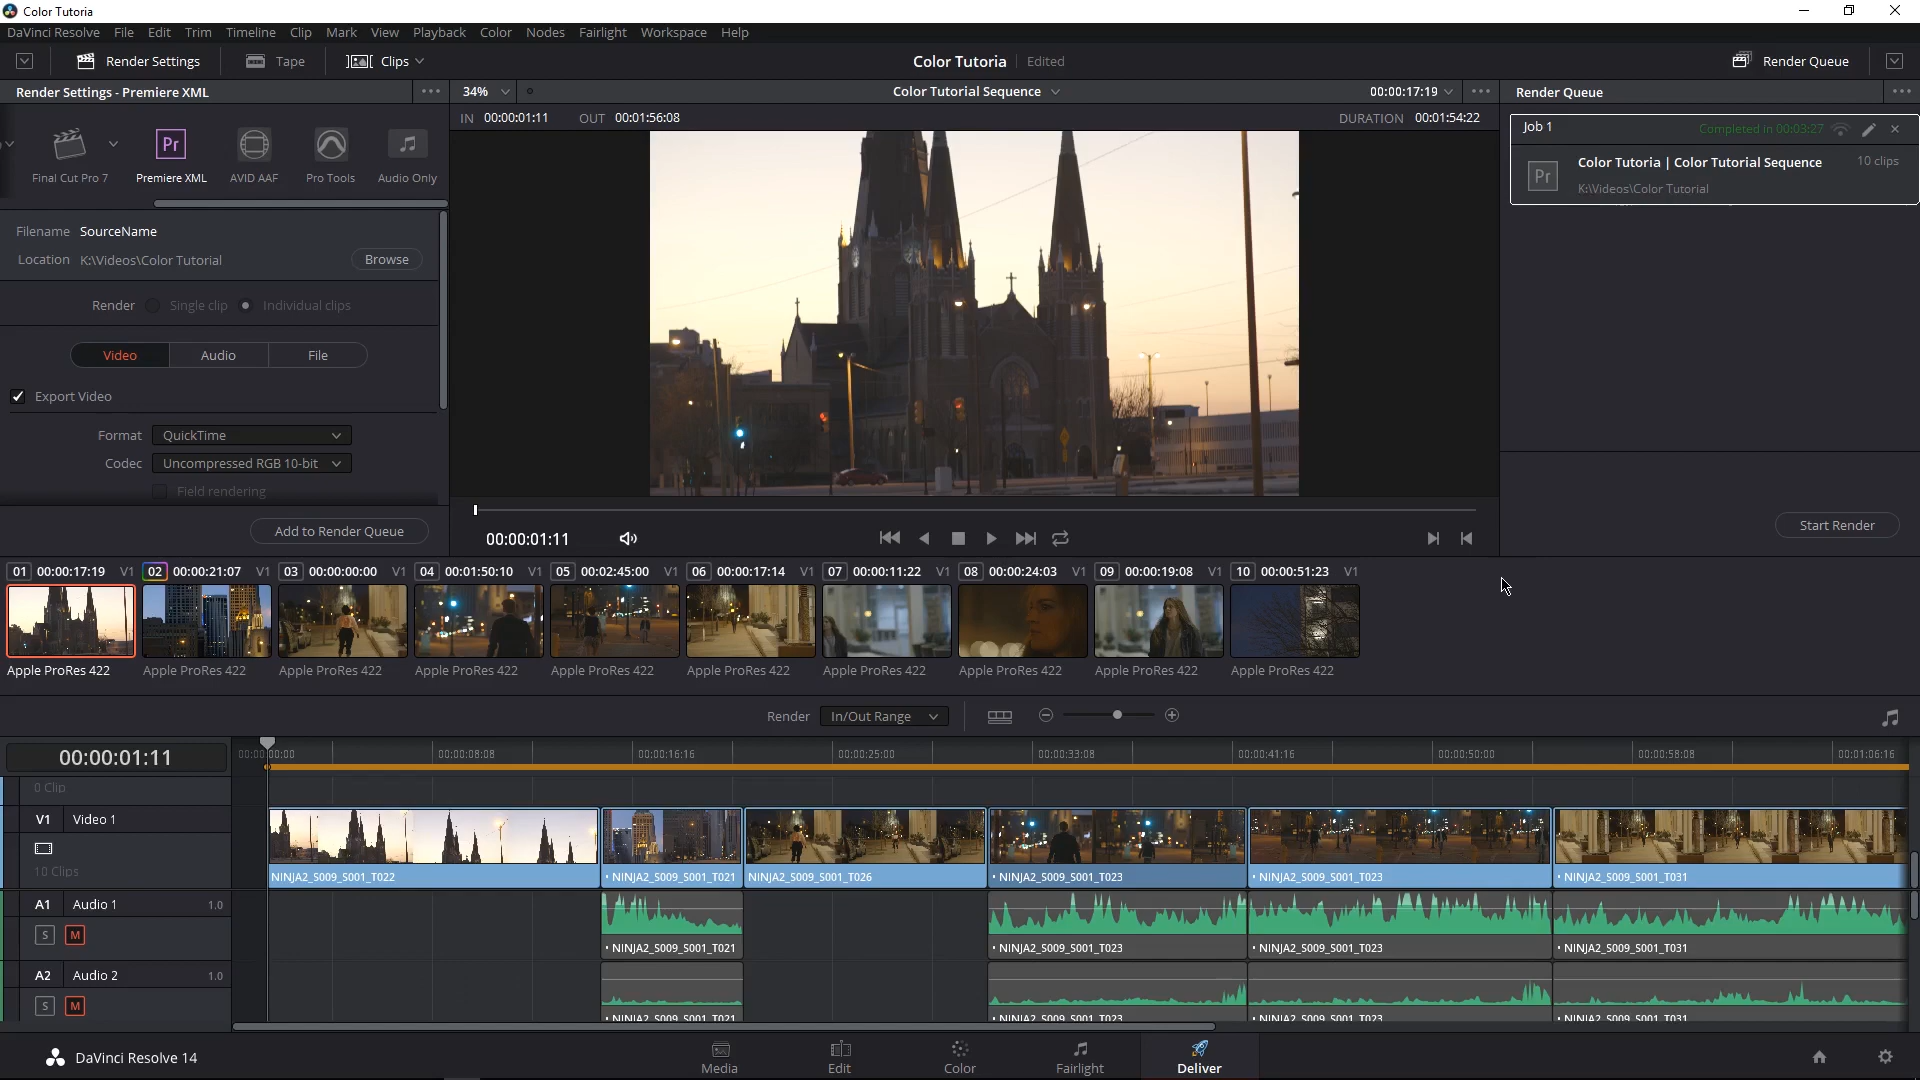 Color Tutoria
DaVinci Resolve File Edit Trim Timeline Clip Mark View Playback Color Nodes Fairlight Workspace Help
Render Settings Tape Clips Color Tutoria Edited Render Queue
Render Settings - Premiere XML 34% Color Tutorial Sequence 00:00:17:19 Render Queue
IN 00:00:01:11 OUT 00:01:56:08 DURATION 00:01:54:22
Job 1 Completed in 00:03:27
Pr Color Tutoria | Color Tutorial Sequence 10 clips
K:\Videos\Color Tutorial
Pr
Final Cut Pro 7 Premiere XML AVID AAF Pro Tools Audio Only
Filename SourceName
Location K:\Videos\Color Tutorial Browse
Render Single clip Individual clips
Video Audio File
Export Video
Format QuickTime
Codec Uncompressed RGB 10-bit
Field rendering
Add to Render Queue
00:00:01:11
Start Render
01 00:00:17:19 V1 02 00:00:21:07 V1 03 00:00:00:00 V1 04 00:01:50:10 V1 05 00:02:45:00 V1 06 00:00:17:14 V1 07 00:00:11:22 V1 08 00:00:24:03 V1 09 00:00:19:08 V1 10 00:00:51:23 V1
Apple ProRes 422 Apple ProRes 422 Apple ProRes 422 Apple ProRes 422 Apple ProRes 422 Apple ProRes 422 Apple ProRes 422 Apple ProRes 422 Apple ProRes 422 Apple ProRes 422
Render In/Out Range
00:00:01:11 00:00:08:08 00:00:16:16 00:00:25:00 00:00:33:08 00:00:41:16 00:00:50:00 00:00:58:08 00:01:06:16
0 Clip
V1 Video 1
10 Clips
NINJA2_S009_S001_T022 NINJA2_S009_S001_T021 NINJA2_S009_S001_T026 NINJA2_S009_S001_T023 NINJA2_S009_S001_T023 NINJA2_S009_S001_T031
A1 Audio 1 1.0
S M
NINJA2_S009_S001_T021 NINJA2_S009_S001_T023 NINJA2_S009_S001_T023 NINJA2_S009_S001_T031
A2 Audio 2 1.0
S M
NINJA2_S009_S001_T021 NINJA2_S009_S001_T023 NINJA2_S009_S001_T023 NINJA2_S009_S001_T031
DaVinci Resolve 14 Media Edit Color Fairlight Deliver